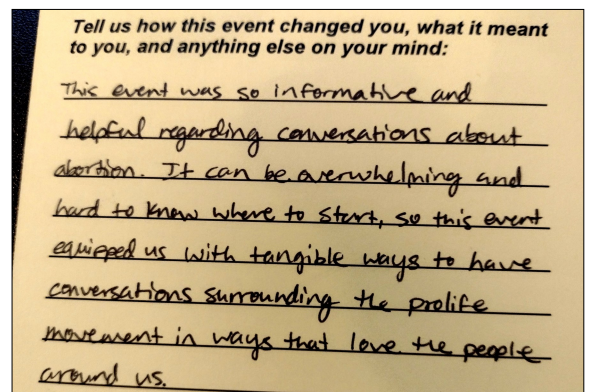 Tell us how this event changed you, what it meant
to you, and anything else on your mind:
This event was so informative and
helpful regarding conversations about
abortion. It can be overwhelming and
hard to know where to start, so this event
equipped us with tangible ways to have
conversations surrounding the prolife
movement in ways that love the people
around us.